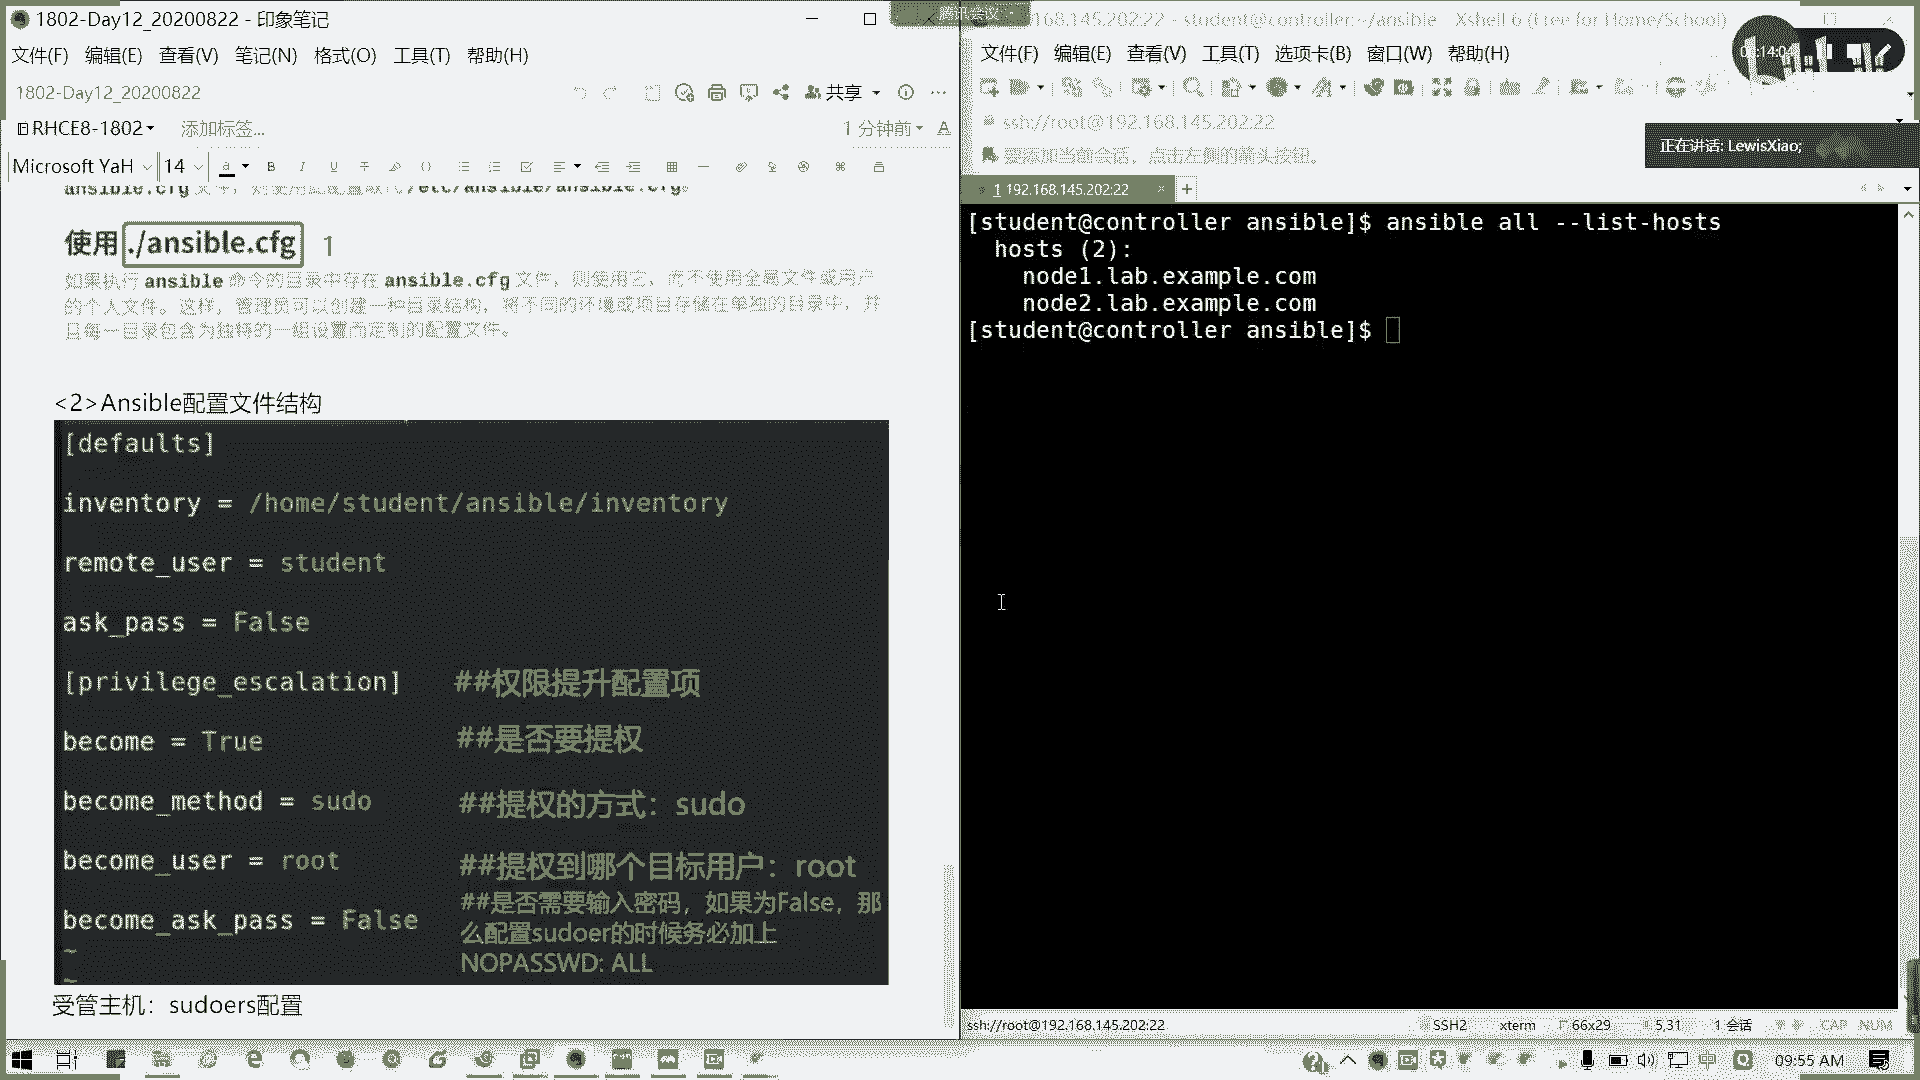 1802-Day12_20200822 - 印象笔记
文件(F) 编辑(E) 查看(V) 笔记(N) 格式(O) 工具(T) 帮助(H)
1802-Day12_20200822
共享
RHCE8-1802
添加标签...
1 分钟前
Microsoft YaH
14
使用 ./ansible.cfg 1
如果执行 ansible 命令的目录中存在 ansible.cfg 文件，则使用它，而不使用全局文件或用户
的个人文件。这样，管理员可以创建一种目录结构，将不同的环境或项目存储在单独的目录中，并
且每一目录包含为独特的一组设置而定制的配置文件。
<2>Ansible配置文件结构
[defaults]
inventory = /home/student/ansible/inventory
remote_user = student
ask_pass = False
[privilege_escalation] ##权限提升配置项
become = True ##是否要提权
become_method = sudo ##提权的方式：sudo
become_user = root ##提权到哪个目标用户：root
become_ask_pass = False ##是否需要输入密码，如果为False，那
么配置sudoer的时候务必加上
NOPASSWD: ALL
~
~
受管主机：sudoers配置
腾讯会议
168.145.202:22 - student@controller:~/ansible - Xshell 6 (Free for Home/School)
文件(F) 编辑(E) 查看(V) 工具(T) 选项卡(B) 窗口(W) 帮助(H)
ssh://root@192.168.145.202:22
要添加当前会话，点击左侧的箭头按钮。
正在讲话: LewisXiao;
1 192.168.145.202:22
[student@controller ansible]$ ansible all --list-hosts
hosts (2):
node1.lab.example.com
node2.lab.example.com
[student@controller ansible]$
ssh://root@192.168.145.202:22
SSH2
xterm
66x29
5,31
1 会话
CAP
NUM
09:55 AM